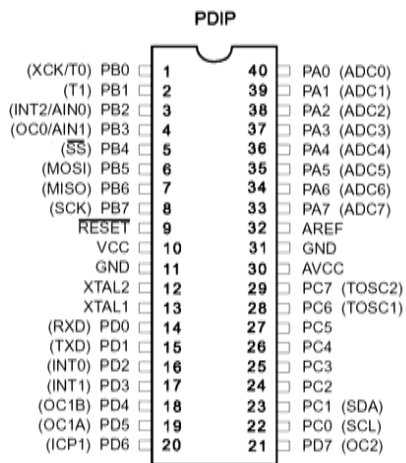 PDIP
(XCK/T0) PB0 1 40 PA0 (ADC0)
(T1) PB1 2 39 PA1 (ADC1)
(INT2/AIN0) PB2 3 38 PA2 (ADC2)
(OC0/AIN1) PB3 4 37 PA3 (ADC3)
(SS) PB4 5 36 PA4 (ADC4)
(MOSI) PB5 6 35 PA5 (ADC5)
(MISO) PB6 7 34 PA6 (ADC6)
(SCK) PB7 8 33 PA7 (ADC7)
RESET 9 32 AREF
VCC 10 31 GND
GND 11 30 AVCC
XTAL2 12 29 PC7 (TOSC2)
XTAL1 13 28 PC6 (TOSC1)
(RXD) PD0 14 27 PC5
(TXD) PD1 15 26 PC4
(INT0) PD2 16 25 PC3
(INT1) PD3 17 24 PC2
(OC1B) PD4 18 23 PC1 (SDA)
(OC1A) PD5 19 22 PC0 (SCL)
(ICP1) PD6 20 21 PD7 (OC2)